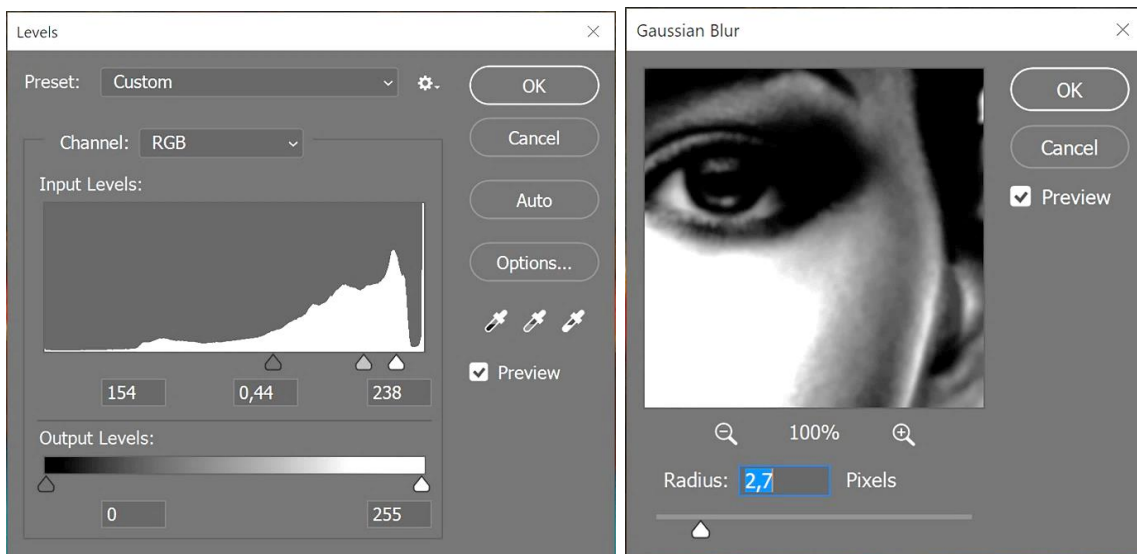 Levels
Preset: Custom
OK
Channel: RGB
Cancel
Input Levels:
Auto
Options...
Preview
154 0,44 238
Output Levels:
0 255
Gaussian Blur
OK
Cancel
Preview
100%
Radius: 2,7 Pixels